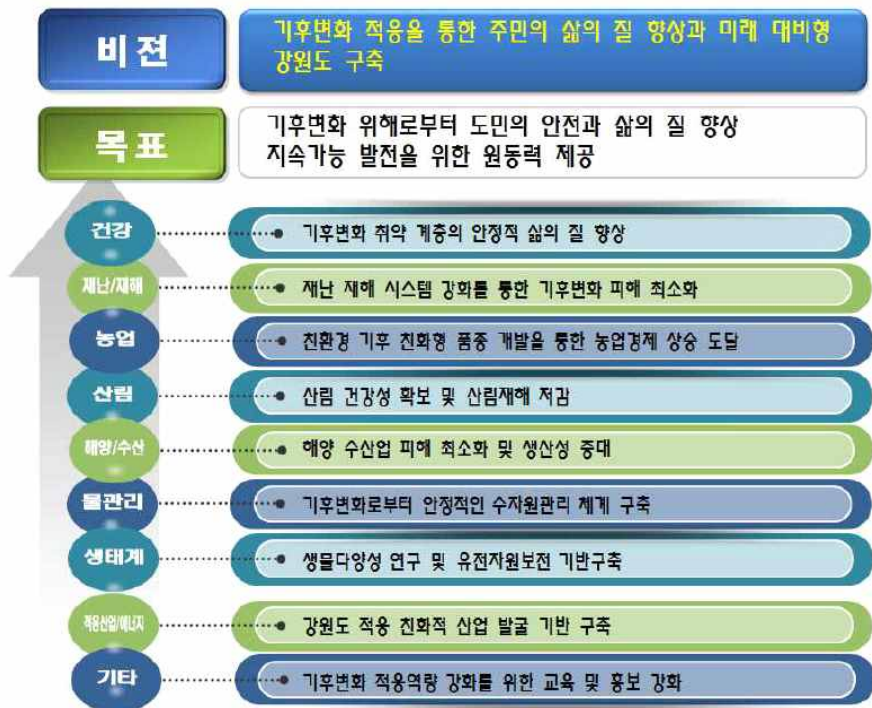 비젼
기후변화 적응을 통한 주민의 삶의 질 향상과 미래 대비형
강원도 구축
목표
기후변화 위해로부터 도민의 안전과 삶의 질 향상
지속가능 발전을 위한 원동력 제공
건강
기후변화 취약 계층의 안정적 삶의 질 향상
재난/재해
재난 재해 시스템 강화를 통한 기후변화 피해 최소화
농업
친환경 기후 친화형 품종 개발을 통한 농업경제 상승 도달
산림
산림 건강성 확보 및 산림재해 저감
해양/수산
해양 수산업 피해 최소화 및 생산성 증대
물관리
기후변화로부터 안정적인 수자원관리 체계 구축
생태계
생물다양성 연구 및 유전자원보전 기반구축
적응산업/에너지
강원도 적응 친화적 산업 발굴 기반 구축
기타
기후변화 적응역량 강화를 위한 교육 및 홍보 강화